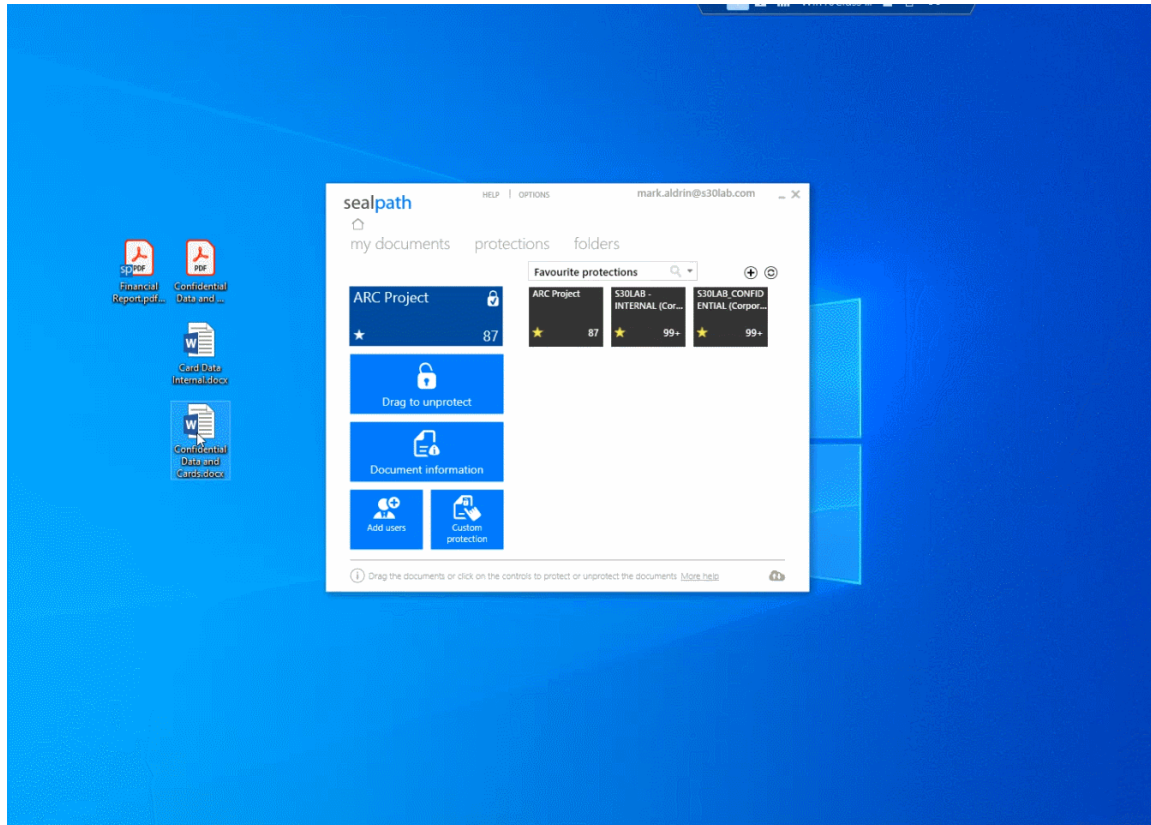 HELP | OPTIONS
mark.aldrin@s30lab.com
sealpath
my documents protections folders
Favourite protections
ARC Project
87
ARC Project
87
S30LAB -
INTERNAL (Cor...
99+
S30LAB_CONFID
ENTIAL (Corpor...
99+
Drag to unprotect
Document information
Add users
Custom
protection
Drag the documents or click on the controls to protect or unprotect the documents More help
sp PDF
Financial
Report.pdf...
PDF
Confidential
Data and ...
W
Card Data
Internal.docx
W
Confidential
Data and
Cards.docx